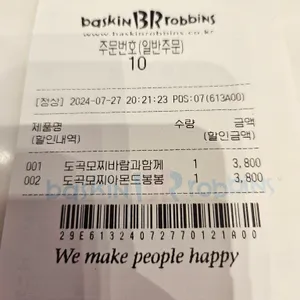 baskin BR robbins
www.baskinrobbins.co.kr
주문번호(일반주문)
10
[정상] 2024-07-27 20:21:23 POS:07(613A00)
제품명 수량 금액
(할인내역) (할인금액)
001 도곡모찌바람과함께 1 3,800
002 도곡모찌아몬드봉봉 1 3,800
29E6132407277012 1A00
We make people happy